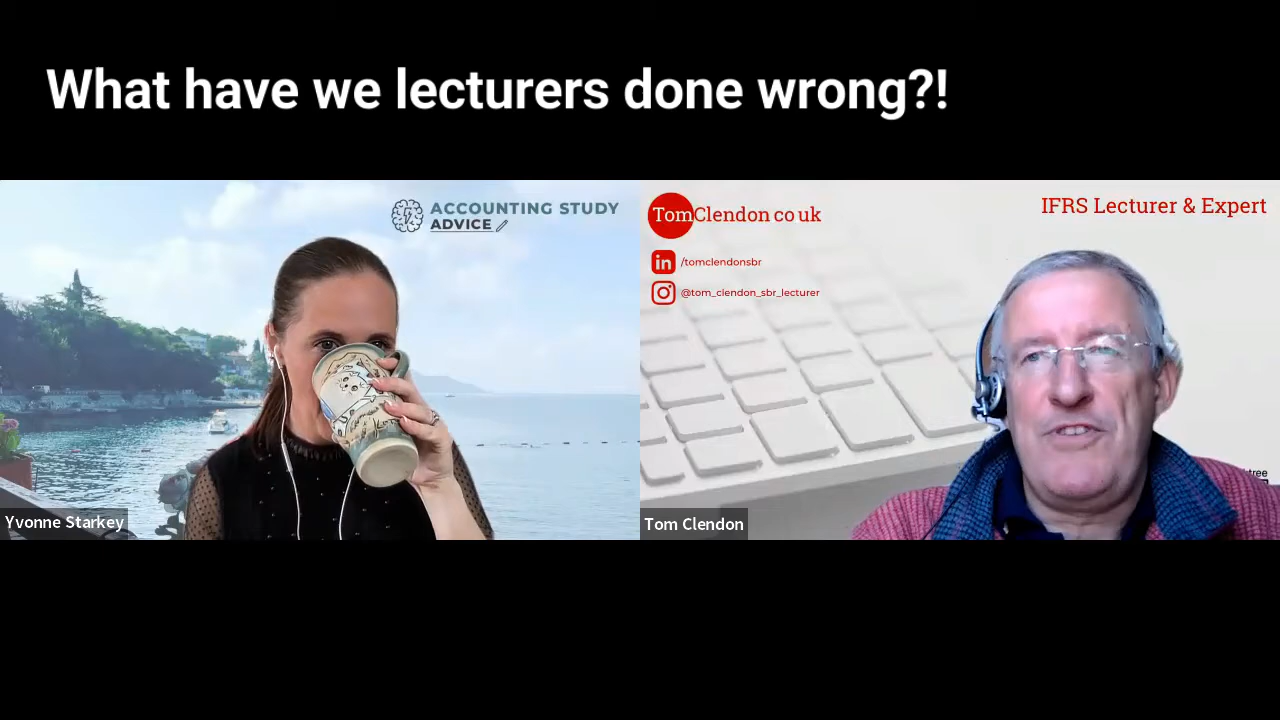 What have we lecturers done wrong?!
ACCOUNTING STUDY
ADVICE
Yvonne Starkey
TomClendon co uk
IFRS Lecturer & Expert
/tomclendonsbr
@tom_clendon_sbr_lecturer
Tom Clendon